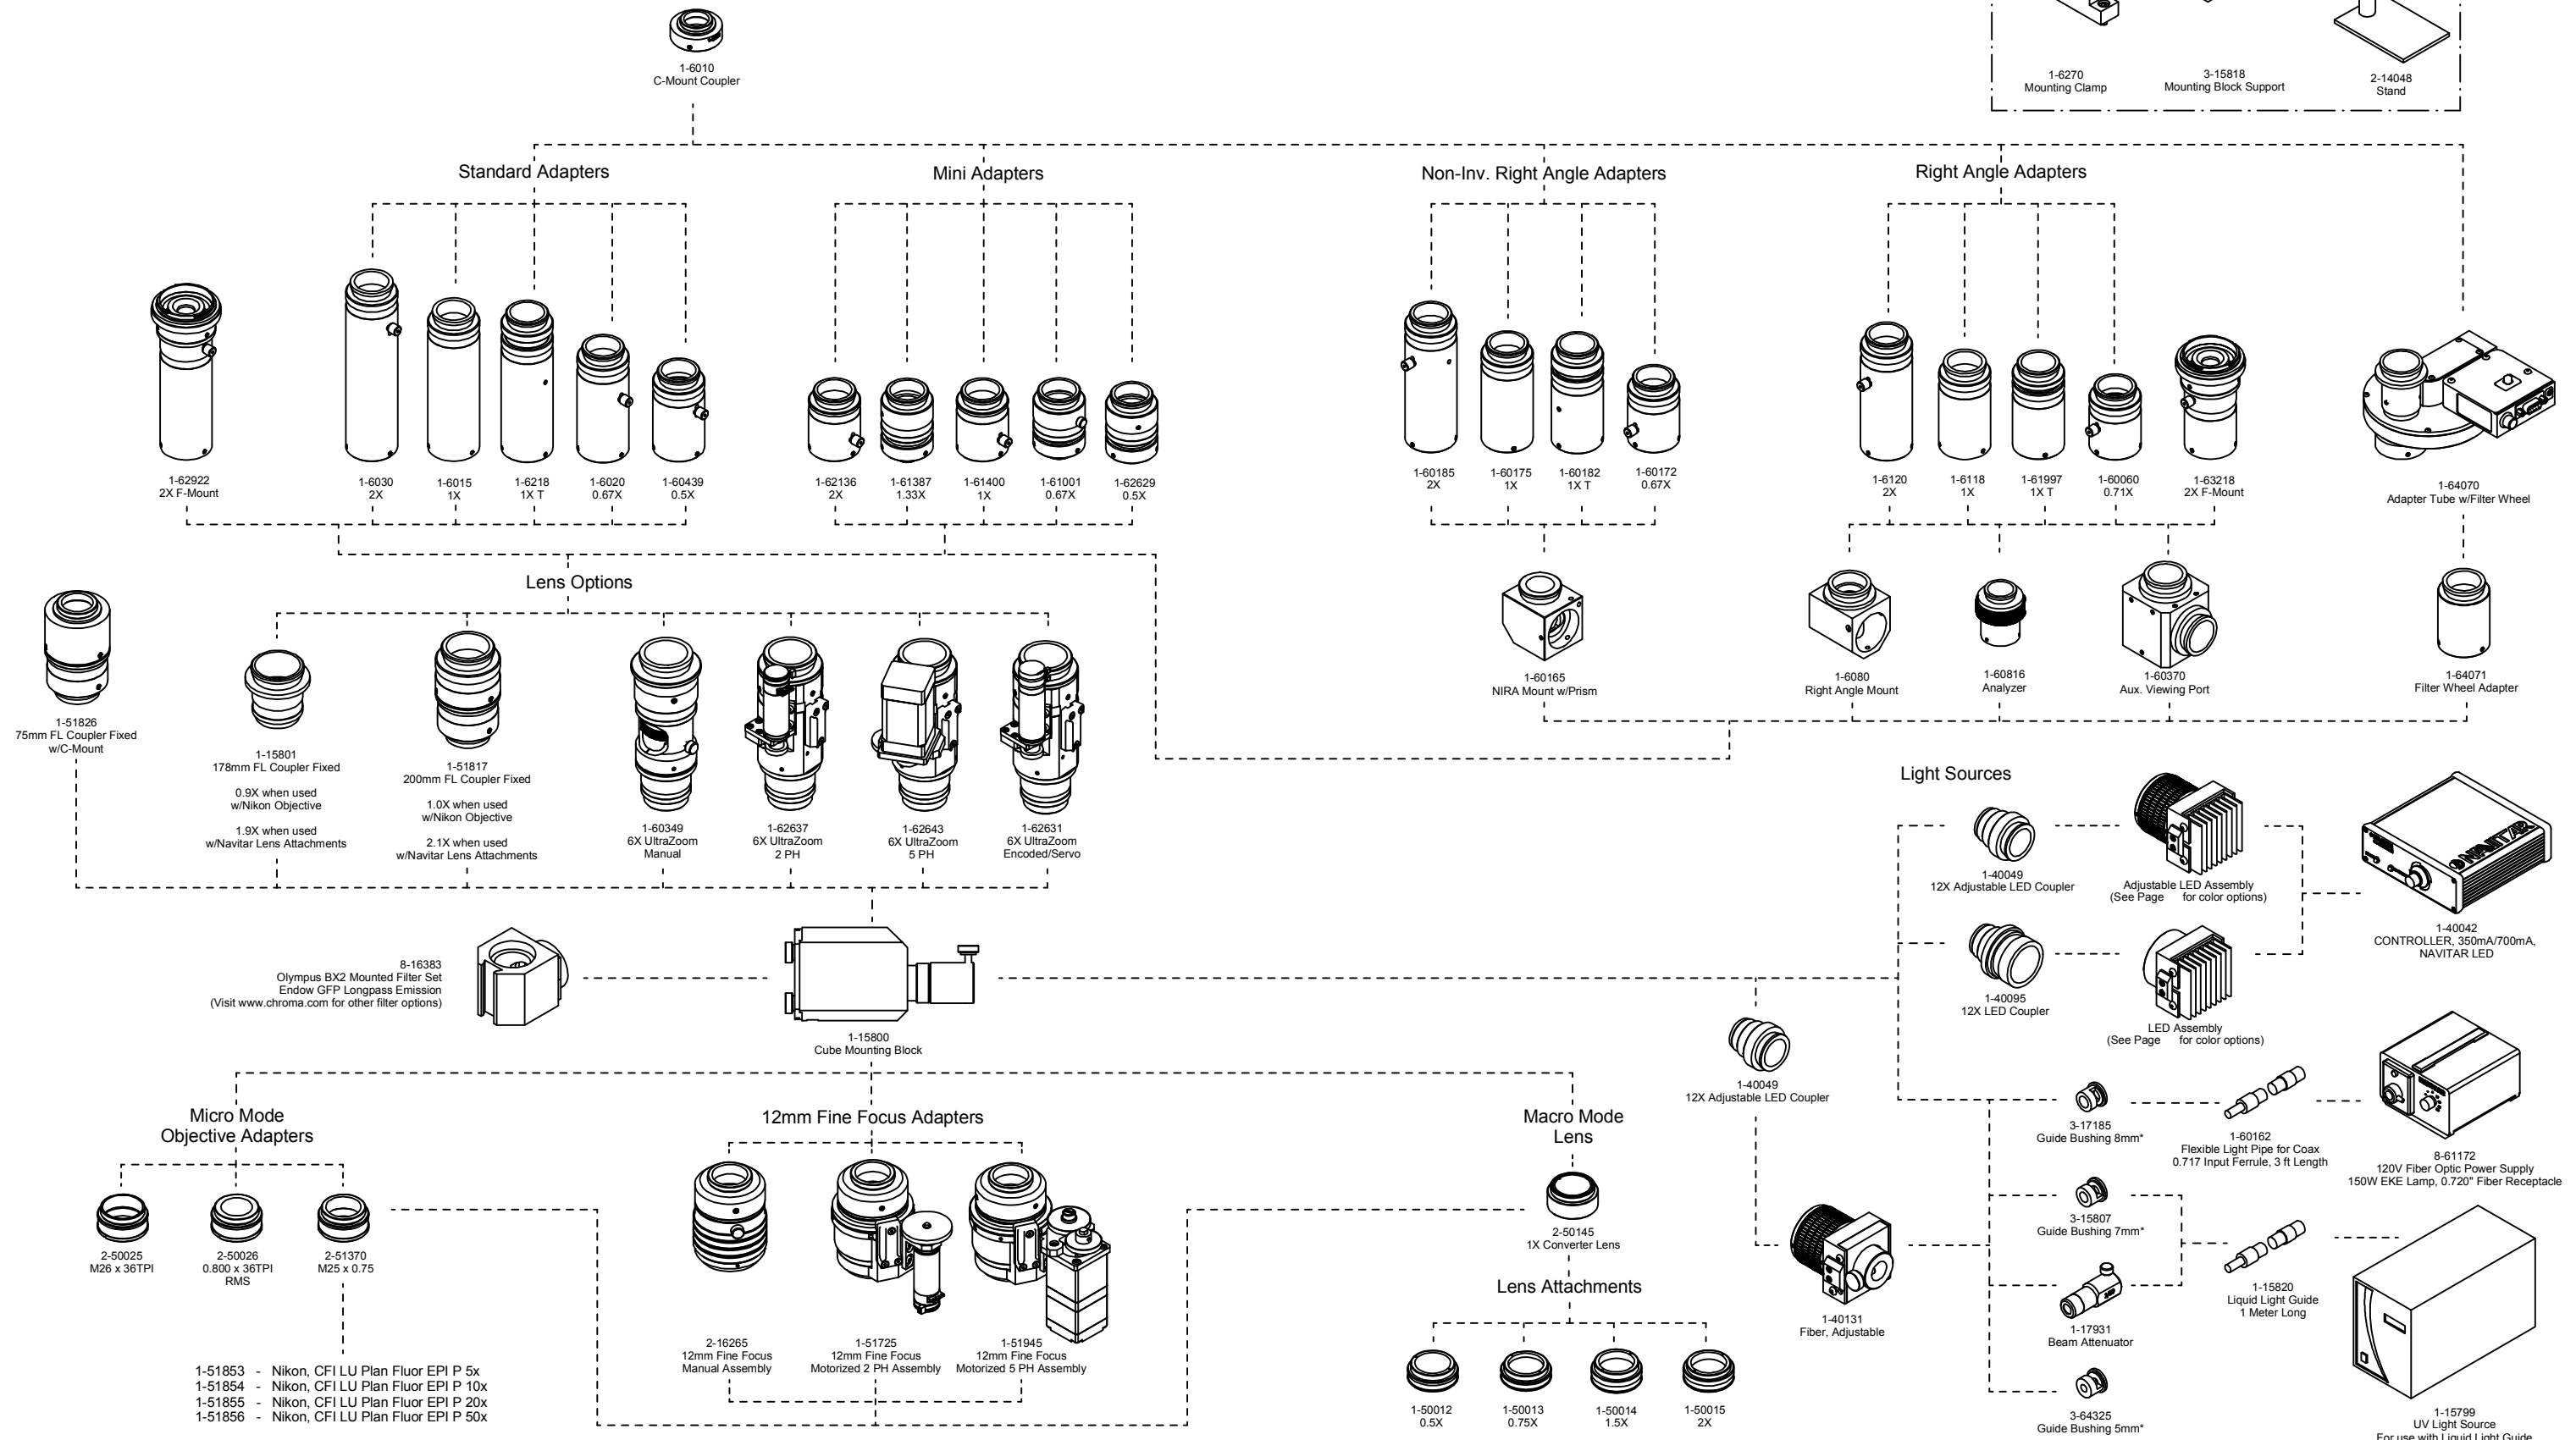 1-6010
C-Mount Coupler
1-6270
Mounting Clamp
3-15818
Mounting Block Support
2-14048
Stand
Standard Adapters
Mini Adapters
Non-Inv. Right Angle Adapters
Right Angle Adapters
1-62922
2X F-Mount
1-6030
2X
1-6015
1X
1-6218
1X T
1-6020
0.67X
1-60439
0.5X
1-62136
2X
1-61387
1.33X
1-61400
1X
1-61001
0.67X
1-62629
0.5X
1-60185
2X
1-60175
1X
1-60182
1X T
1-60172
0.67X
1-6120
2X
1-6118
1X
1-61997
1X T
1-60060
0.71X
1-63218
2X F-Mount
1-64070
Adapter Tube w/Filter Wheel
Lens Options
1-51826
75mm FL Coupler Fixed
w/C-Mount
1-15801
178mm FL Coupler Fixed
0.9X when used
w/Nikon Objective
1.9X when used
w/Navitar Lens Attachments
1-51817
200mm FL Coupler Fixed
1.0X when used
w/Nikon Objective
2.1X when used
w/Navitar Lens Attachments
1-60349
6X UltraZoom
Manual
1-62637
6X UltraZoom
2 PH
1-62643
6X UltraZoom
5 PH
1-62631
6X UltraZoom
Encoded/Servo
1-60165
NIRA Mount w/Prism
1-6080
Right Angle Mount
1-60816
Analyzer
1-60370
Aux. Viewing Port
1-64071
Filter Wheel Adapter
Light Sources
1-40049
12X Adjustable LED Coupler
Adjustable LED Assembly
(See Page for color options)
NAVITAR
1-40042
CONTROLLER, 350mA/700mA,
NAVITAR LED
1-40095
12X LED Coupler
LED Assembly
(See Page for color options)
8-16383
Olympus BX2 Mounted Filter Set
Endow GFP Longpass Emission
(Visit www.chroma.com for other filter options)
1-15800
Cube Mounting Block
1-40049
12X Adjustable LED Coupler
3-17185
Guide Bushing 8mm*
1-60162
Flexible Light Pipe for Coax
0.717 Input Ferrule, 3 ft Length
8-61172
120V Fiber Optic Power Supply
150W EKE Lamp, 0.720" Fiber Receptacle
Micro Mode
Objective Adapters
12mm Fine Focus Adapters
Macro Mode
Lens
2-50025
M26 x 36TPI
2-50026
0.800 x 36TPI
RMS
2-51370
M25 x 0.75
2-50145
1X Converter Lens
3-15807
Guide Bushing 7mm*
Lens Attachments
1-15820
Liquid Light Guide
1 Meter Long
1-40131
Fiber, Adjustable
1-17931
Beam Attenuator
2-16265
12mm Fine Focus
Manual Assembly
1-51725
12mm Fine Focus
Motorized 2 PH Assembly
1-51945
12mm Fine Focus
Motorized 5 PH Assembly
1-51853 - Nikon, CFI LU Plan Fluor EPI P 5x
1-51854 - Nikon, CFI LU Plan Fluor EPI P 10x
1-51855 - Nikon, CFI LU Plan Fluor EPI P 20x
1-51856 - Nikon, CFI LU Plan Fluor EPI P 50x
1-50012
0.5X
1-50013
0.75X
1-50014
1.5X
1-50015
2X
3-64325
Guide Bushing 5mm*
1-15799
UV Light Source
For use with Liquid Light Guide